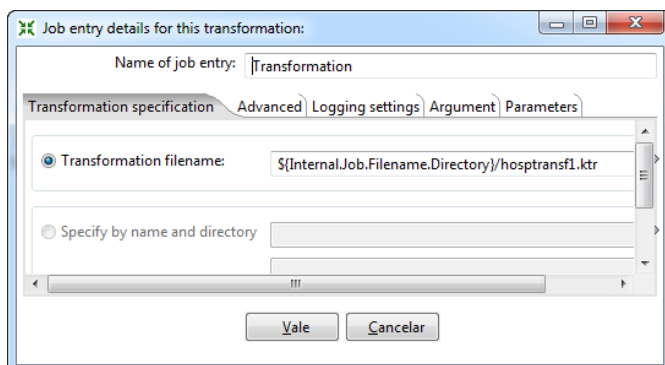 Job entry details for this transformation:
Name of job entry: Transformation
Transformation specification Advanced Logging settings Argument Parameters
Transformation filename: ${Internal.Job.Filename.Directory}/hosptransf1.ktr
Specify by name and directory
Vale Cancelar